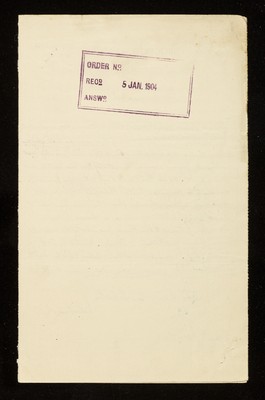 ORDER Nº
RECD 5 JAN. 1904
ANSWD